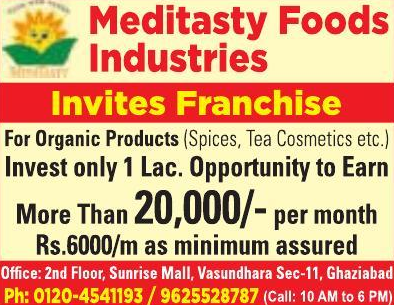 Meditasty Foods
Industries
MEDITASTY
Invites Franchise
For Organic Products (Spices, Tea Cosmetics etc.)
Invest only 1 Lac. Opportunity to Earn
More Than 20,000/- per month
Rs.6000/m as minimum assured
Office: 2nd Floor, Sunrise Mall, Vasundhara Sec-11, Ghaziabad
Ph: 0120-4541193 / 9625528787 (Call: 10 AM to 6 PM)